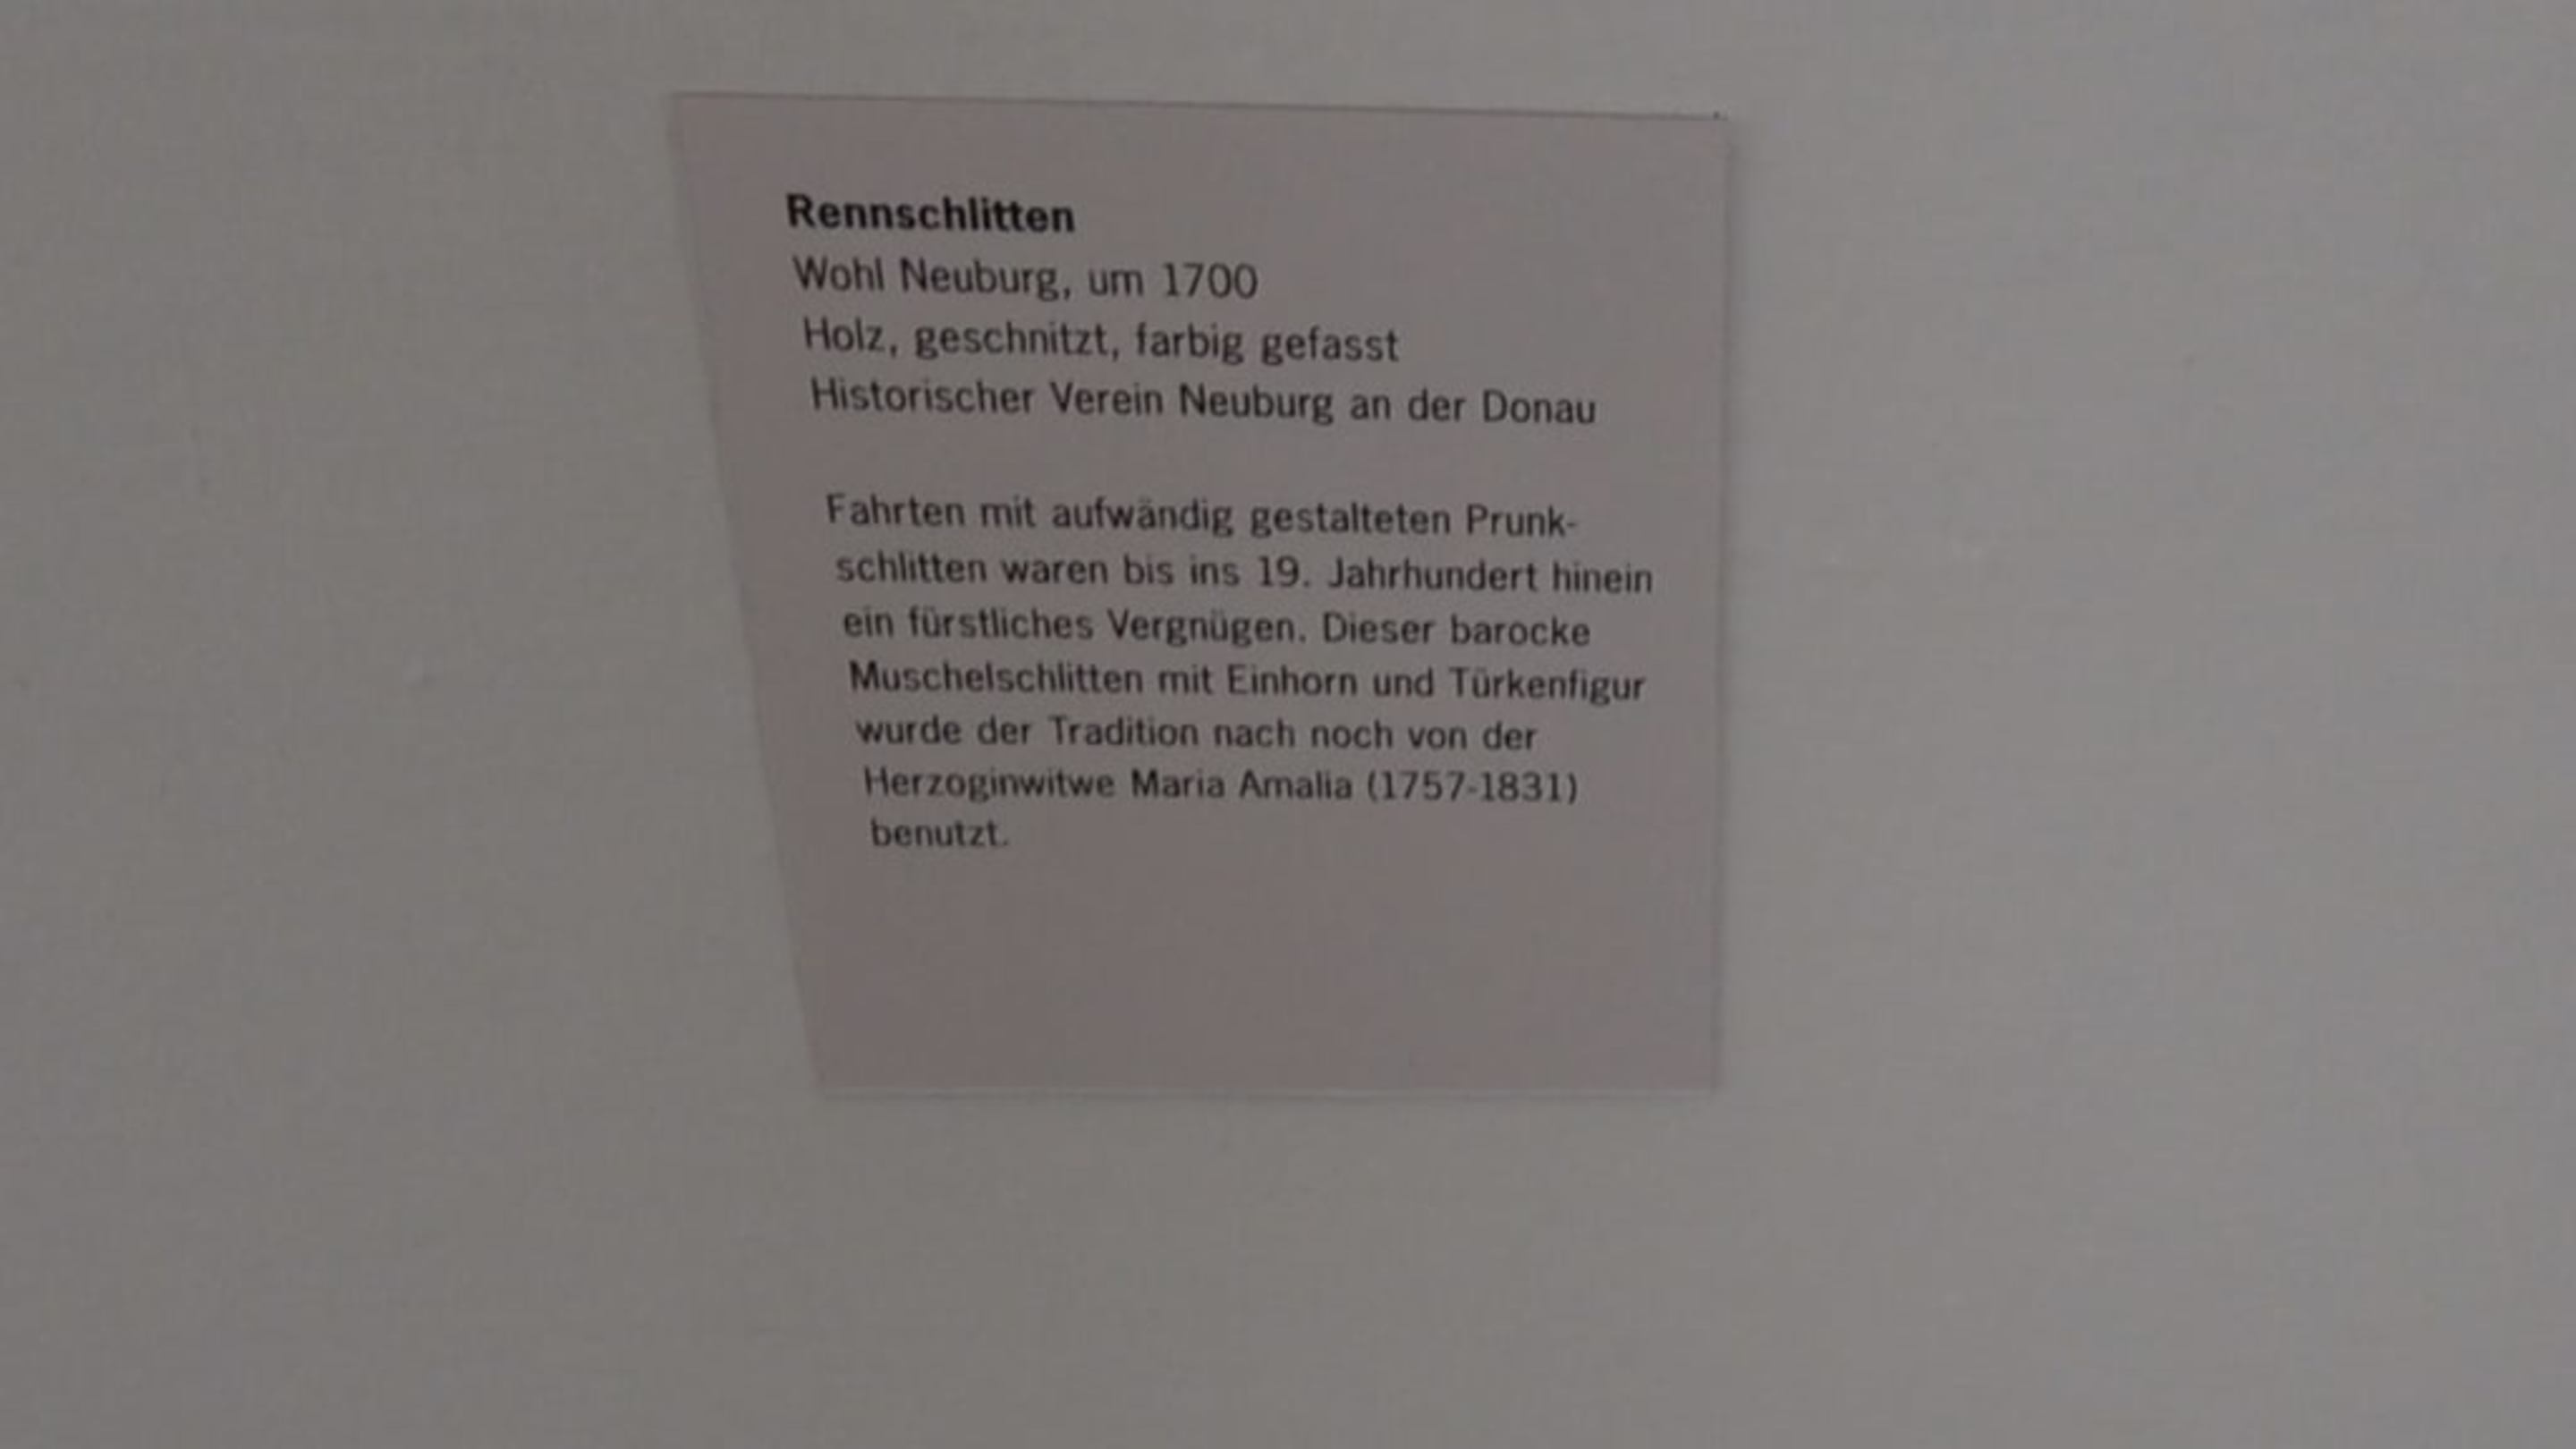 Rennschlitten
Wohl Neuburg, um 1700
Holz, geschnitzt, farbig gefasst
Historischer Verein Neuburg an der Donau
Fahrten mit aufwändig gestalteten Prunk-
schlitten waren bis ins 19. Jahrhundert hinein
ein fürstliches Vergnügen. Dieser barocke
Muschelschlitten mit Einhorn und Türkenfigur
wurde der Tradition nach noch von der
Herzoginwitwe Maria Amalia (1757-1831)
benutzt.